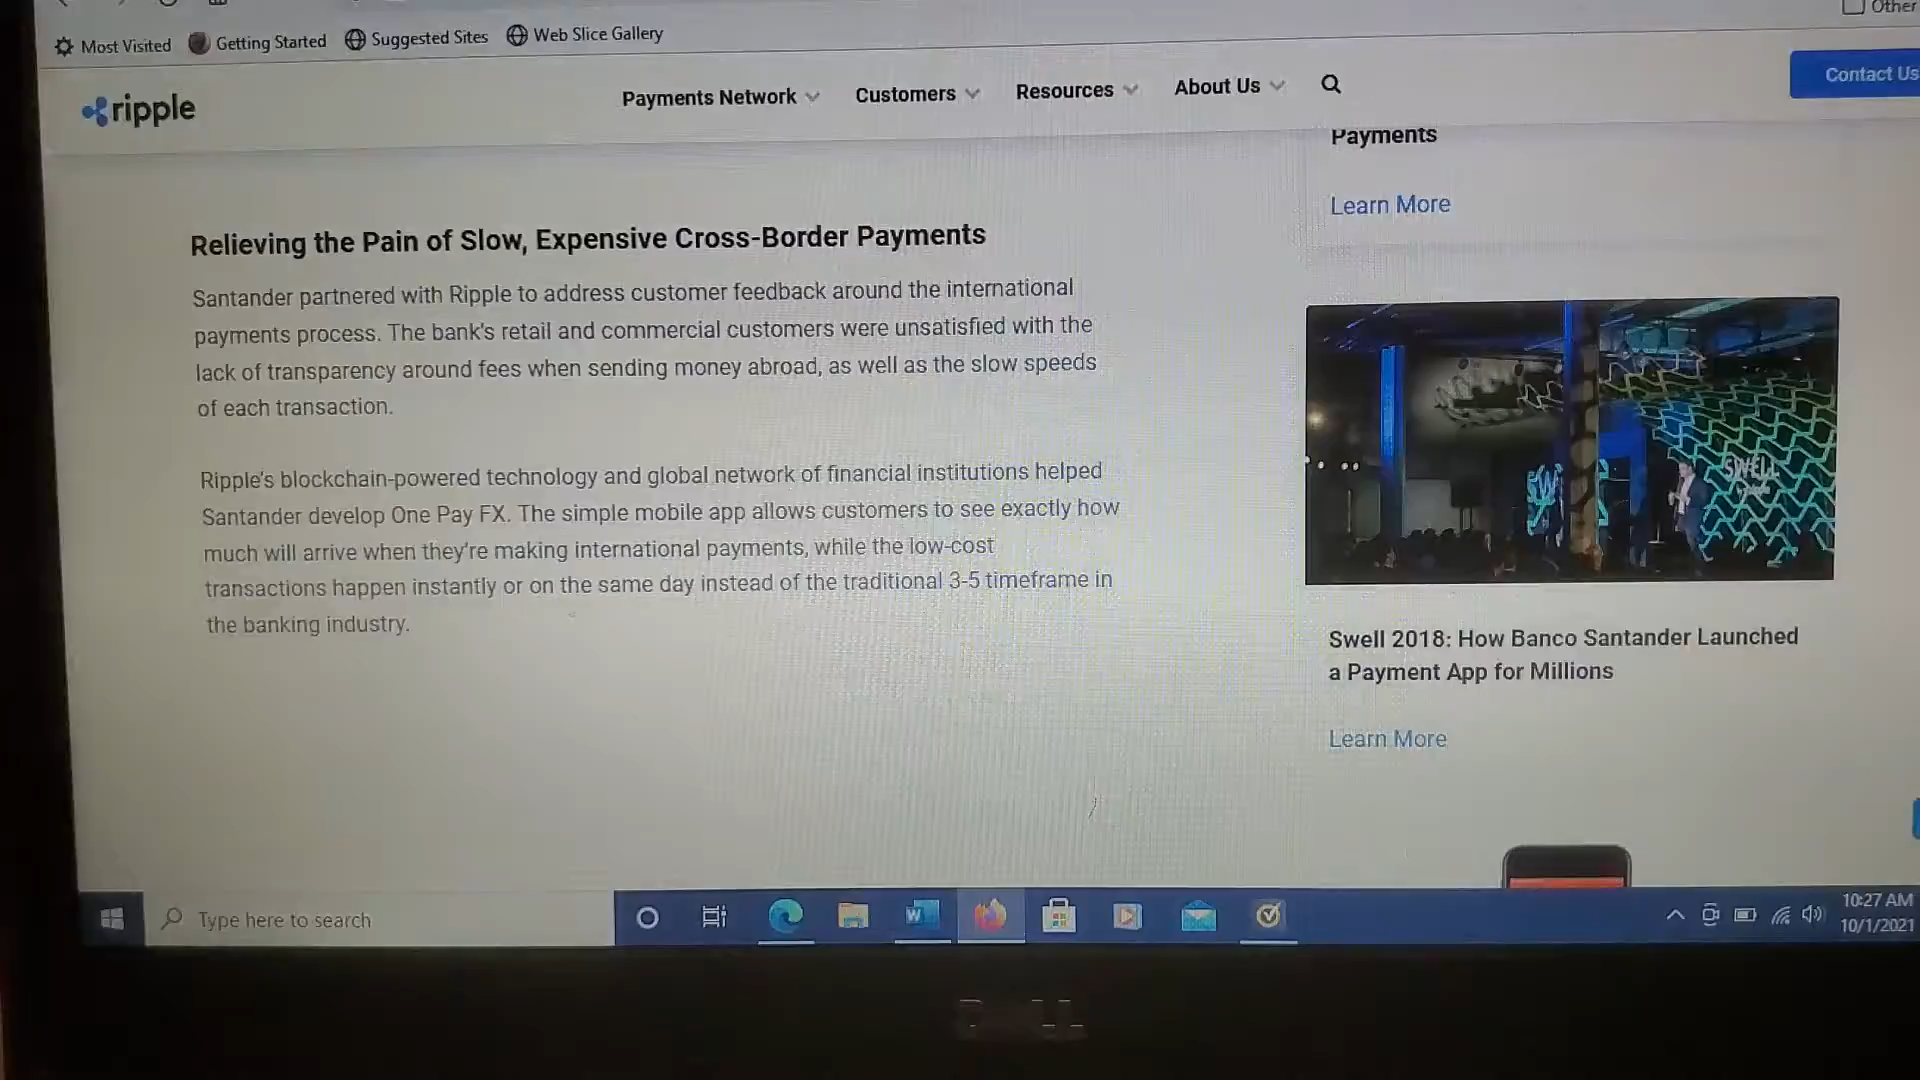 Other
Most Visited Getting Started Suggested Sites Web Slice Gallery
ripple
Payments Network Customers Resources About Us
Contact Us
Payments
Learn More
Relieving the Pain of Slow, Expensive Cross-Border Payments
Santander partnered with Ripple to address customer feedback around the international
payments process. The bank's retail and commercial customers were unsatisfied with the
lack of transparency around fees when sending money abroad, as well as the slow speeds
of each transaction.
Ripple's blockchain-powered technology and global network of financial institutions helped
Santander develop One Pay FX. The simple mobile app allows customers to see exactly how
much will arrive when they're making international payments, while the low-cost
transactions happen instantly or on the same day instead of the traditional 3-5 timeframe in
the banking industry.
SWELL
Swell 2018: How Banco Santander Launched
a Payment App for Millions
Learn More
Type here to search
10:27 AM
10/1/2021
DELL